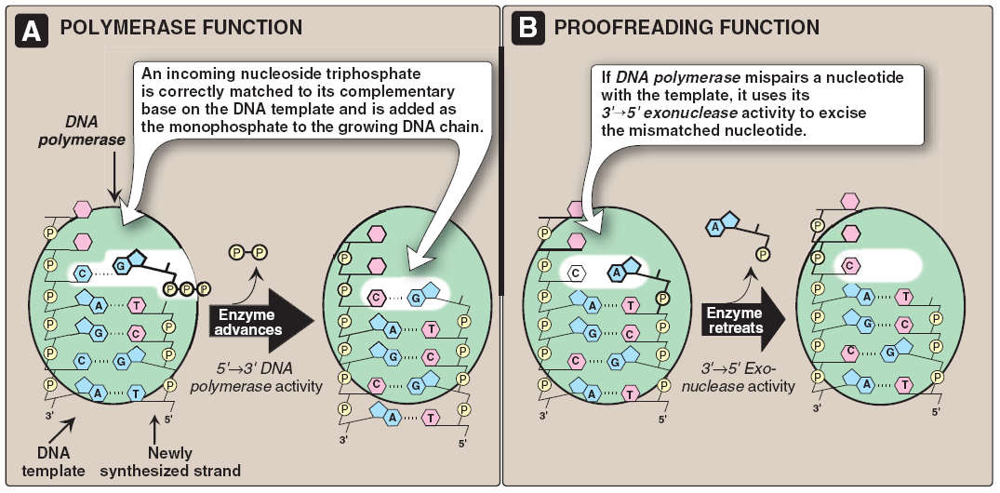 A POLYMERASE FUNCTION
An incoming nucleoside triphosphate
is correctly matched to its complementary
base on the DNA template and is added as
the monophosphate to the growing DNA chain.
DNA
polymerase
P
P
P
P
P
C
G
P P P
A T
G C
P
C G
P
A T
P
3'
5'
DNA
template
Newly
synthesized strand
P-P
Enzyme
advances
5'→3' DNA
polymerase activity
P
P
P
P
P
C G
A T
P
G C
P
C G
P
A T
P
3'
5'
B PROOFREADING FUNCTION
If DNA polymerase mispairs a nucleotide
with the template, it uses its
3'→5' exonuclease activity to excise
the mismatched nucleotide.
P
P
P
P
P
C A
P
A T
G C
P
C G
P
A T
P
3'
5'
A
P
Enzyme
retreats
3'→5' Exo-
nuclease activity
P
P
P
P
P
C
A T
G C
P
C G
P
A T
P
3'
5'